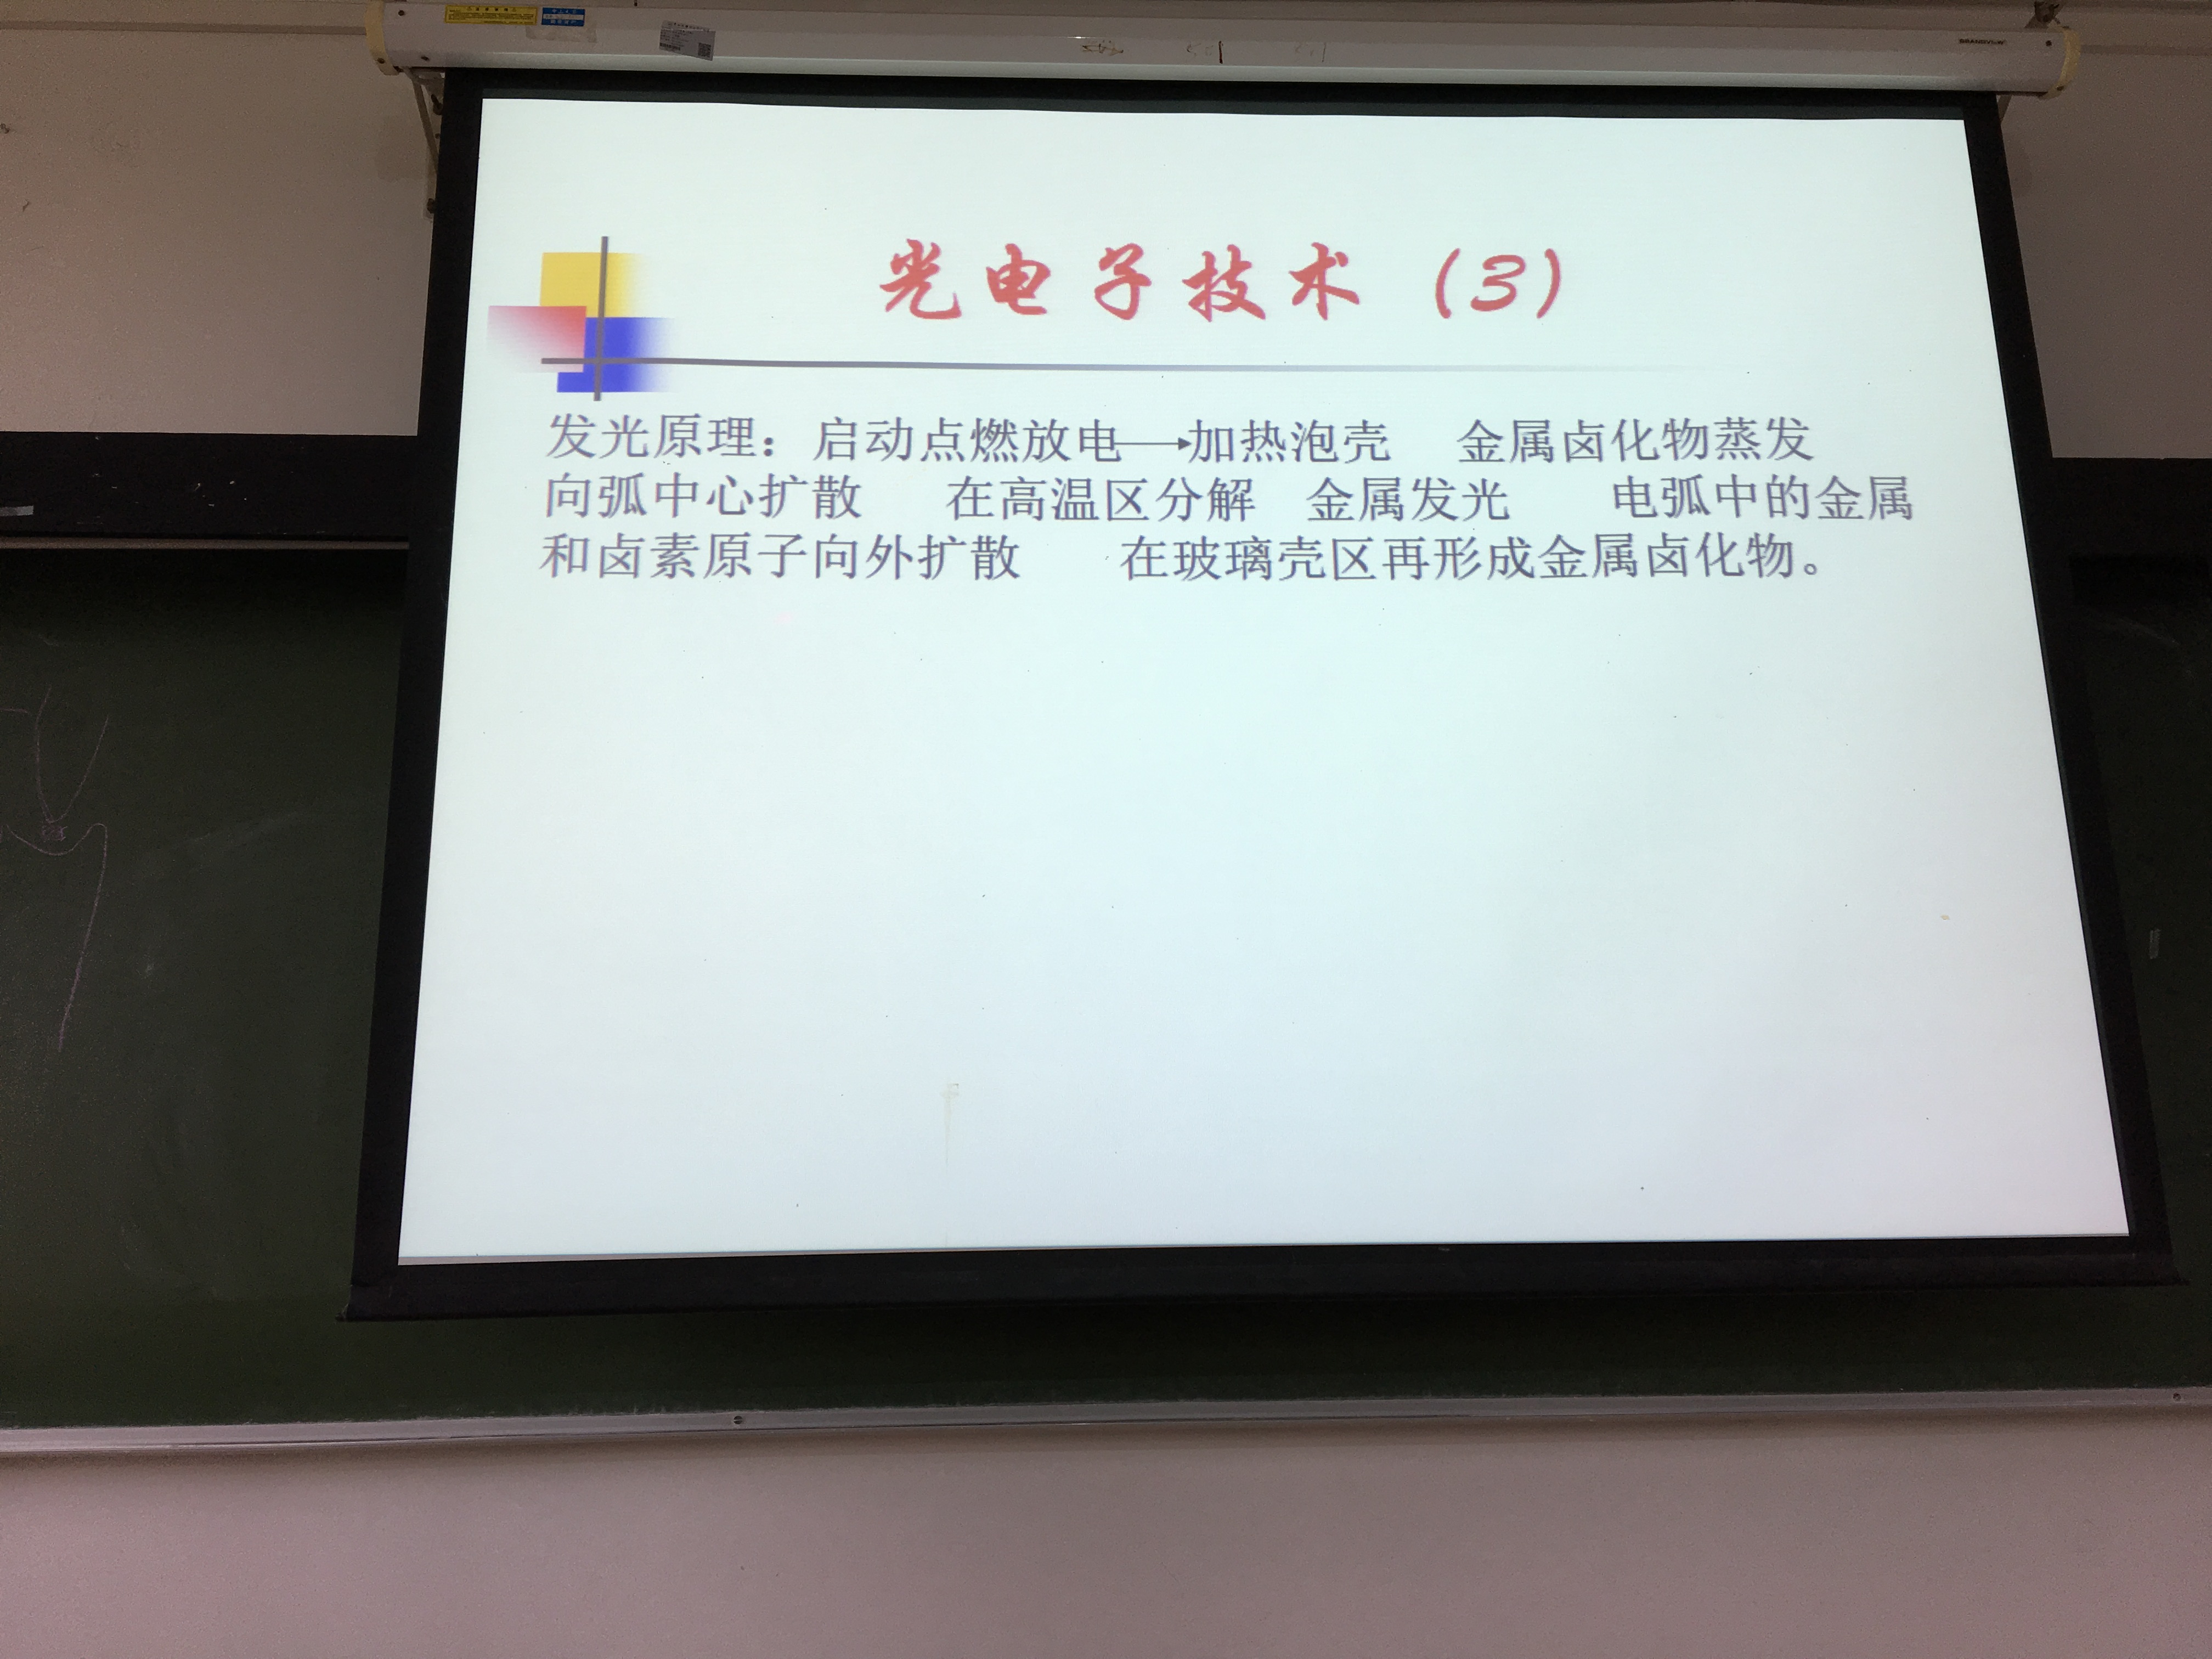 光电子技术（3）
发光原理：启动点燃放电→加热泡壳 金属卤化物蒸发
向弧中心扩散 在高温区分解 金属发光 电弧中的金属
和卤素原子向外扩散 在玻璃壳区再形成金属卤化物。